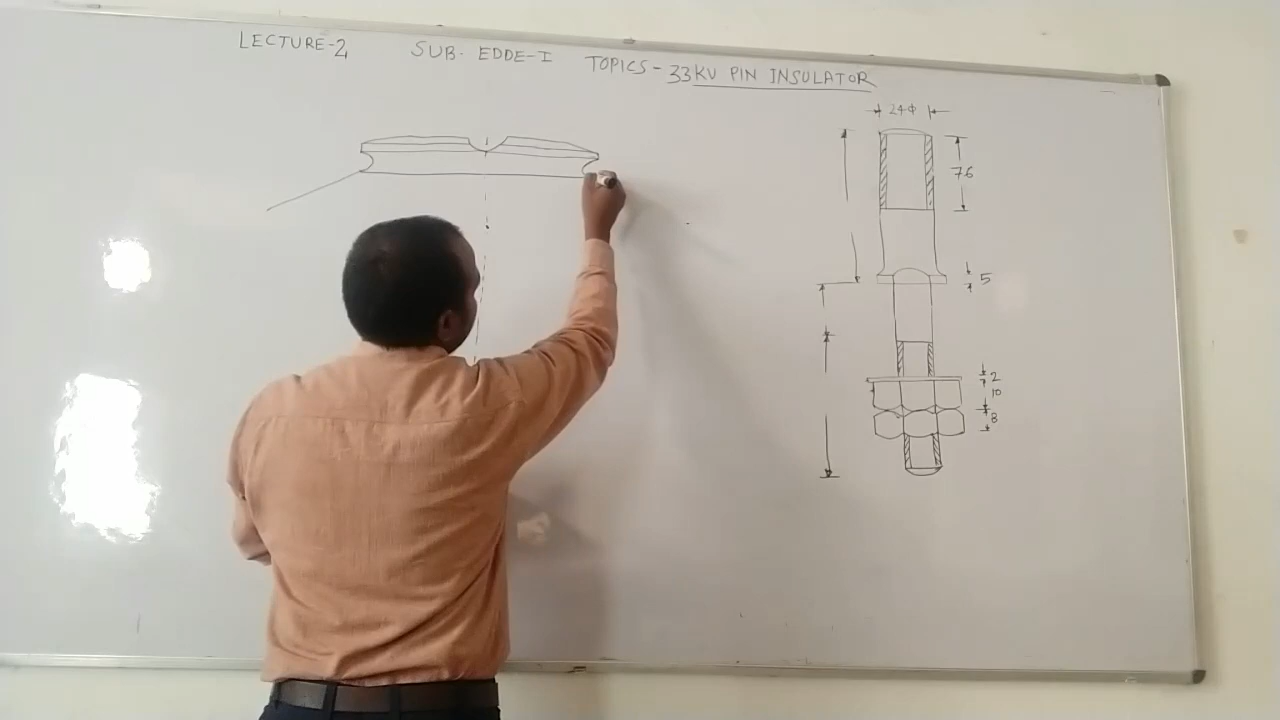 LECTURE-2 SUB- EDDE-I TOPICS - 33KV PIN INSULATOR
24Φ
76
5
2
10
8